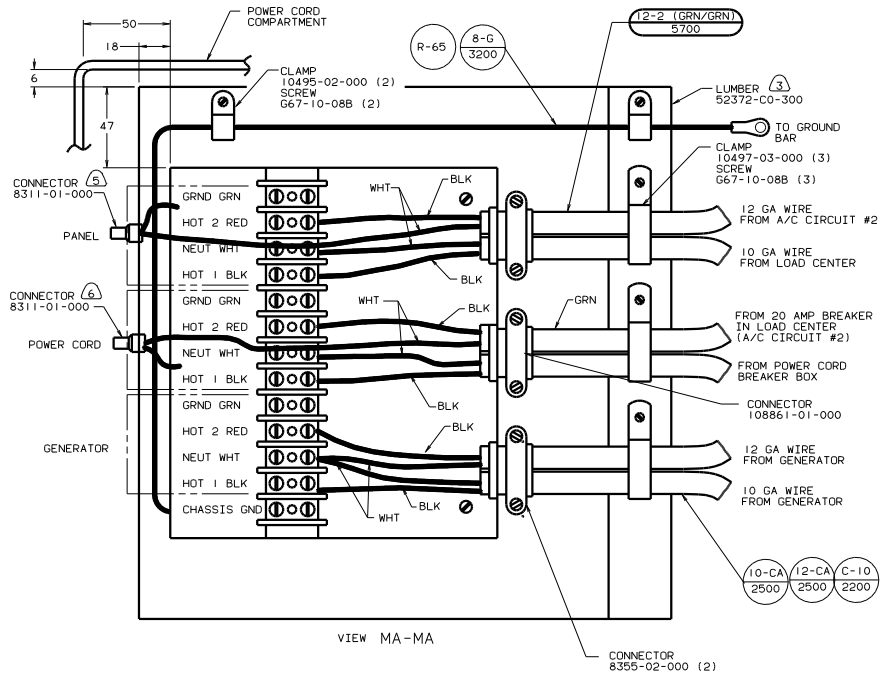 POWER CORD
COMPARTMENT
50
18
6
47
R-65
8-G
3200
12-2 (GRN/GRN)
5700
CLAMP
10495-02-000 (2)
SCREW
G67-10-08B (2)
LUMBER 3
52372-C0-300
TO GROUND
BAR
CLAMP
10497-03-000 (3)
SCREW
G67-10-08B (3)
CONNECTOR 5
8311-01-000
PANEL
GRND GRN
HOT 2 RED
NEUT WHT
HOT 1 BLK
WHT
BLK
BLK
12 GA WIRE
FROM A/C CIRCUIT #2
10 GA WIRE
FROM LOAD CENTER
CONNECTOR 6
8311-01-000
POWER CORD
GRND GRN
HOT 2 RED
NEUT WHT
HOT 1 BLK
WHT
BLK
GRN
BLK
FROM 20 AMP BREAKER
IN LOAD CENTER
(A/C CIRCUIT #2)
FROM POWER CORD
BREAKER BOX
CONNECTOR
108861-01-000
GENERATOR
GRND GRN
HOT 2 RED
NEUT WHT
HOT 1 BLK
CHASSIS GND
BLK
BLK
WHT
12 GA WIRE
FROM GENERATOR
10 GA WIRE
FROM GENERATOR
10-CA
2500
12-CA
2500
C-10
2200
VIEW MA-MA
CONNECTOR
8355-02-000 (2)